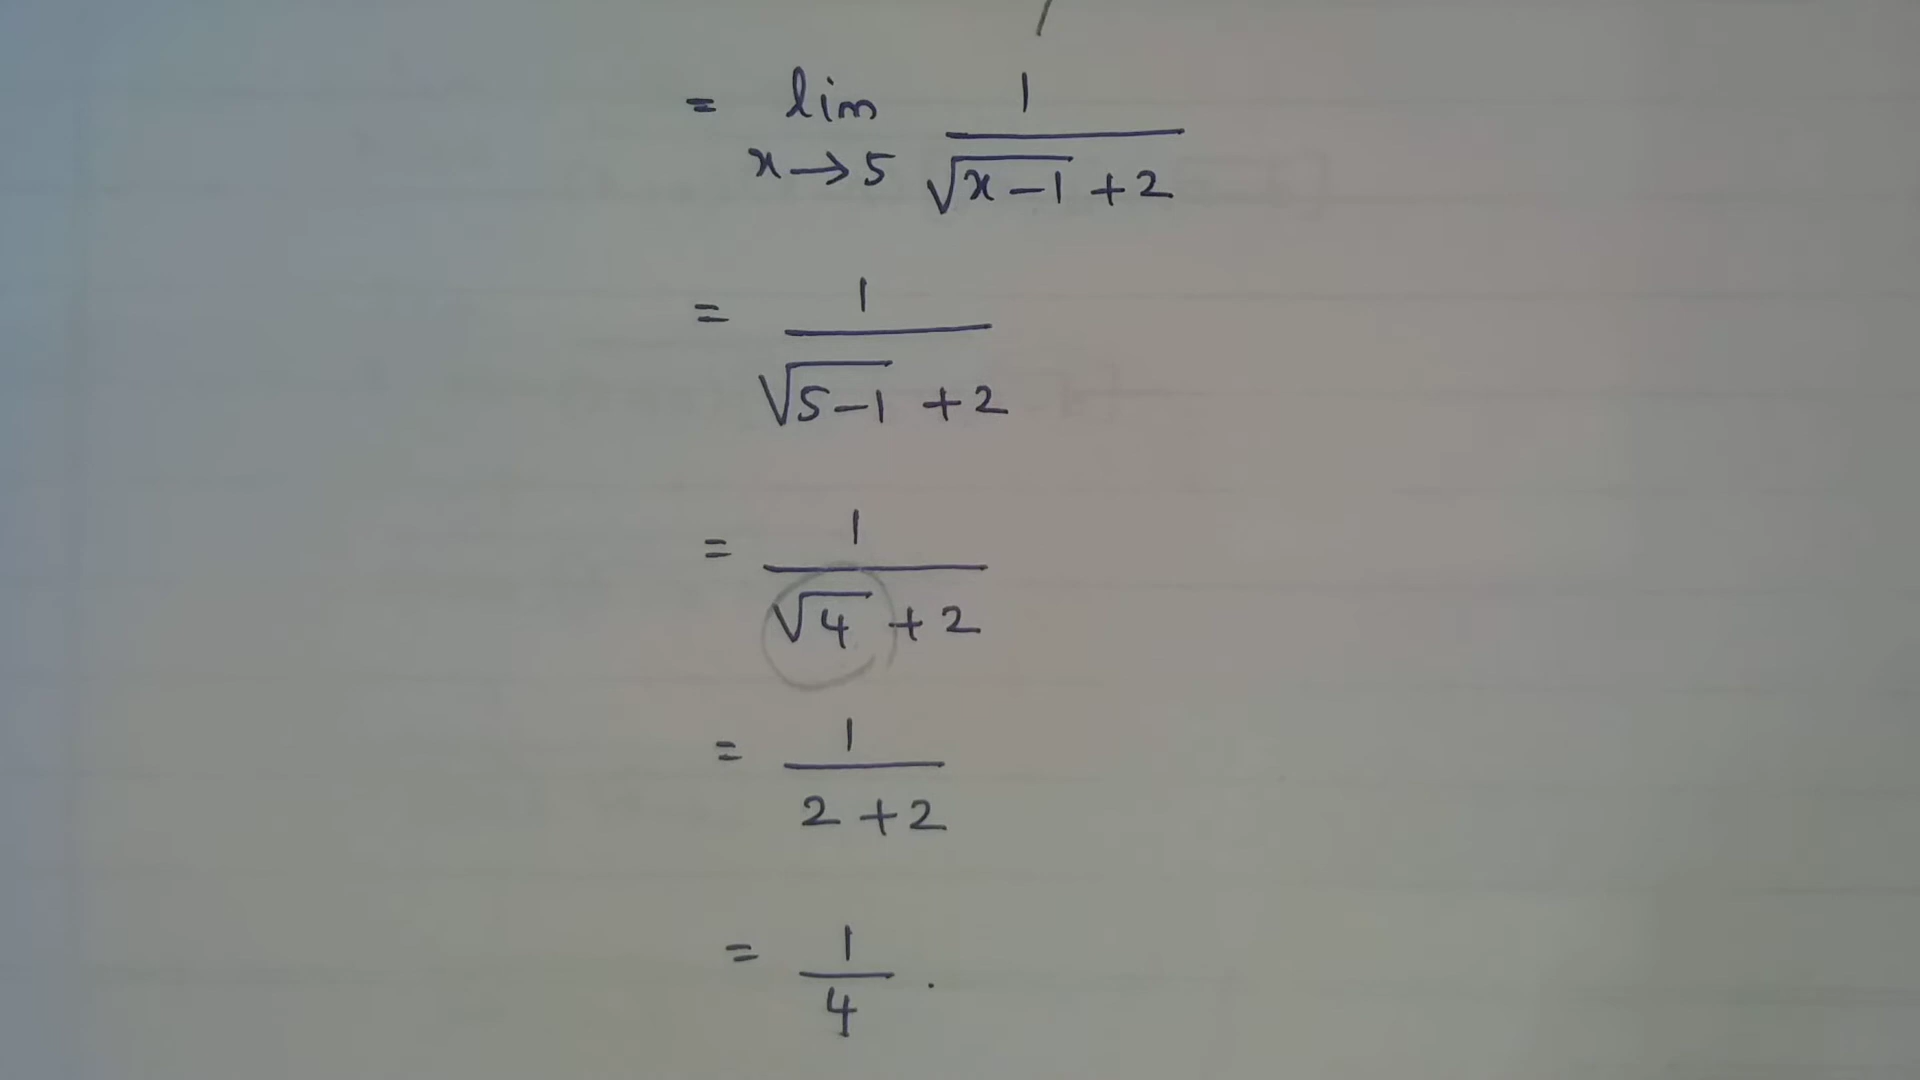 = lim x→5 1/(√(x-1) + 2)
= 1/(√(5-1) + 2)
= 1/(√4 + 2)
= 1/(2 + 2)
= 1/4 .